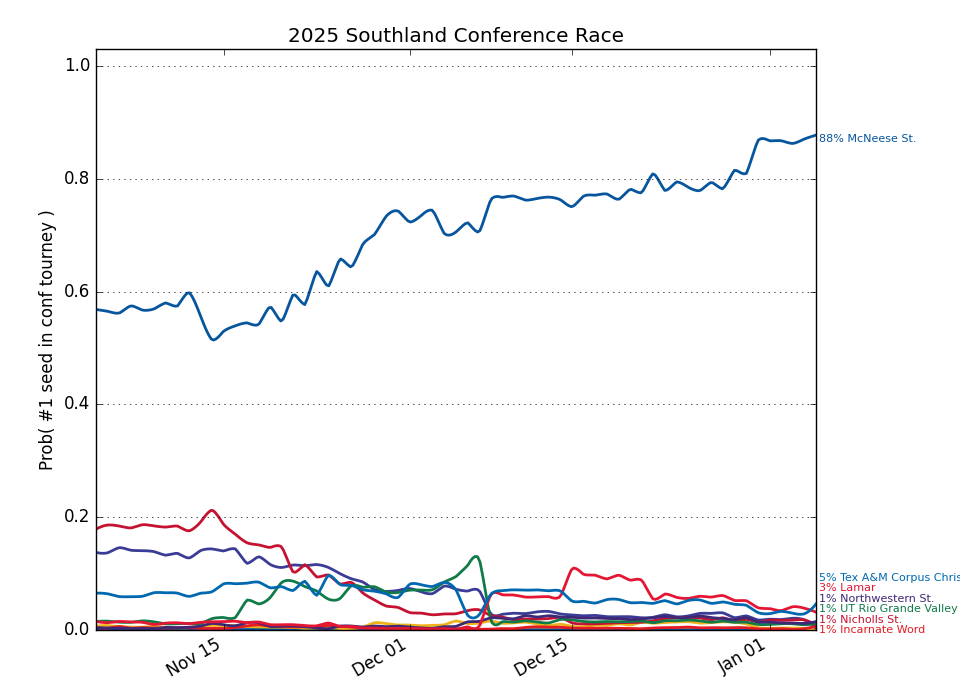 2025 Southland Conference Race
Prob( #1 seed in conf tourney )
1.0
0.8
0.6
0.4
0.2
0.0
Nov 15
Dec 01
Dec 15
Jan 01
88% McNeese St.
5% Tex A&M Corpus Chris
3% Lamar
1% Northwestern St.
1% UT Rio Grande Valley
1% Nicholls St.
1% Incarnate Word